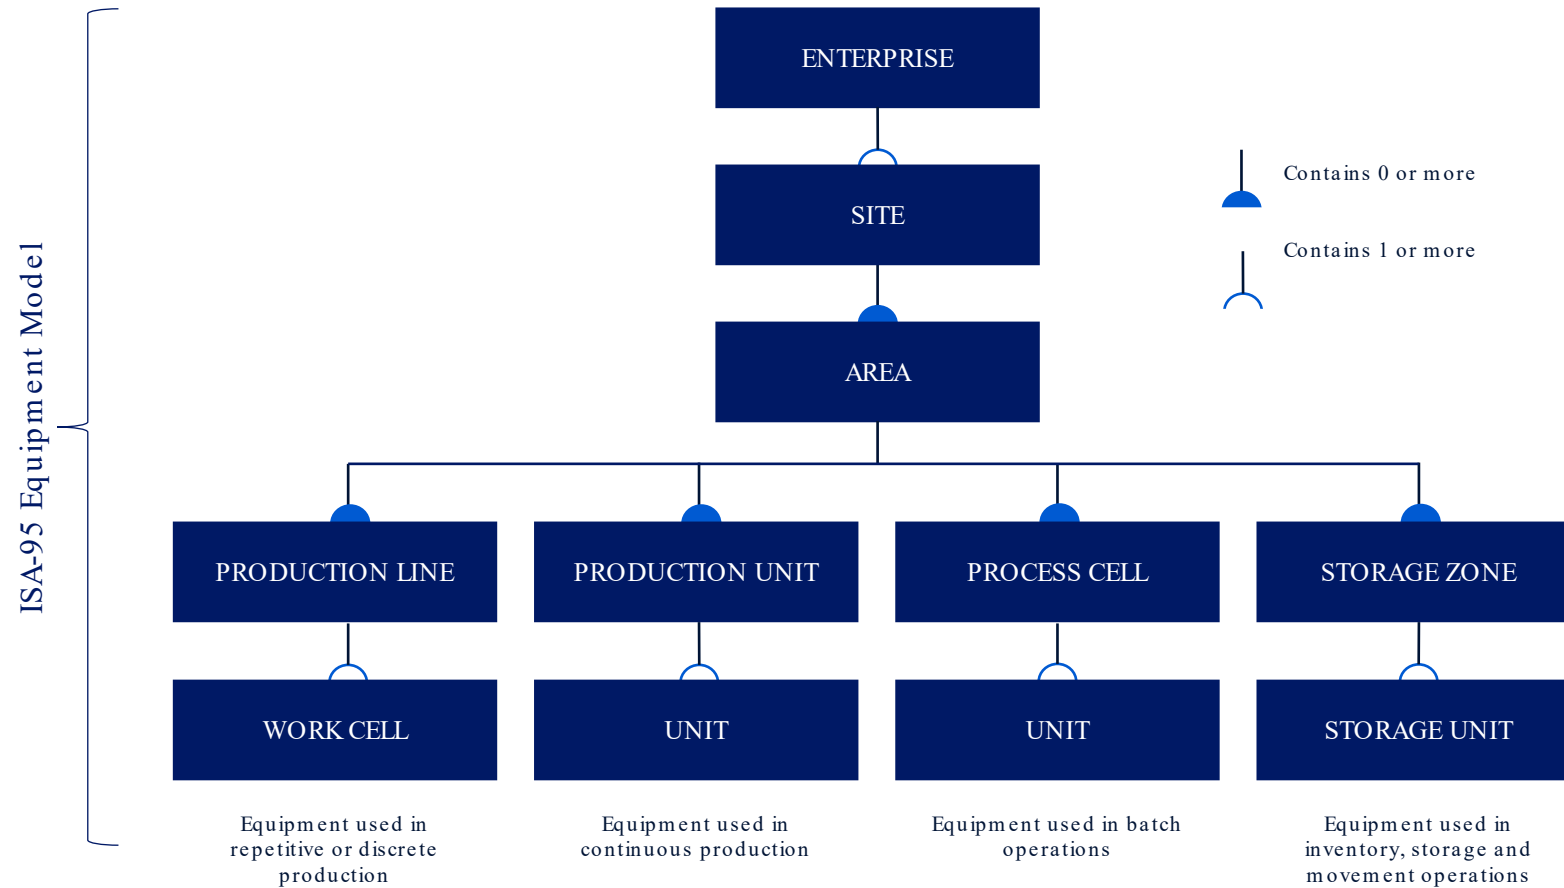 ENTERPRISE
Contains 0 or more
SITE
Contains 1 or more
ISA-95 Equipment Model
AREA
PRODUCTION LINE
PRODUCTION UNIT
PROCESS CELL
STORAGE ZONE
WORK CELL
UNIT
UNIT
STORAGE UNIT
Equipment used in
repetitive or discrete
production
Equipment used in
continuous production
Equipment used in batch
operations
Equipment used in
inventory, storage and
movement operations